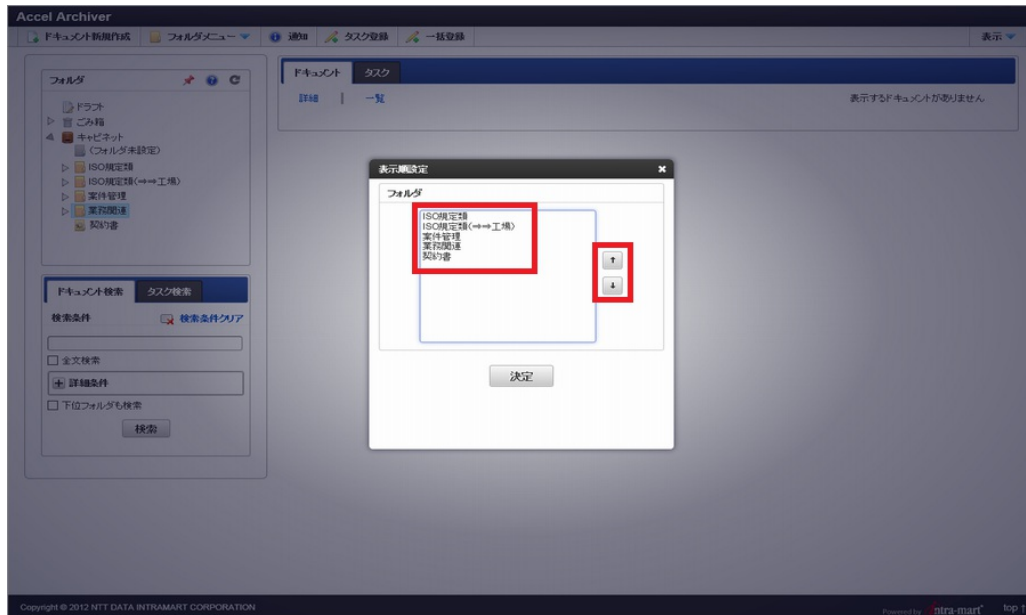 Accel Archiver
ドキュメント新規作成 フォルダメニュー 通知 タスク登録 一括登録 表示
フォルダ
ドラフト
ごみ箱
キャビネット
(フォルダ未設定)
ISO規定類
ISO規定類(⇒⇒工場)
案件管理
業務関連
契約書
ドキュメント タスク
詳細 | 一覧 表示するドキュメントがありません
表示順設定
フォルダ
ISO規定類
ISO規定類(⇒⇒工場)
案件管理
業務関連
契約書
↑
↓
決定
ドキュメント検索 タスク検索
検索条件 検索条件クリア
全文検索
詳細条件
下位フォルダも検索
検索
Copyright © 2012 NTT DATA INTRAMART CORPORATION
Powered by intra-mart top ↑